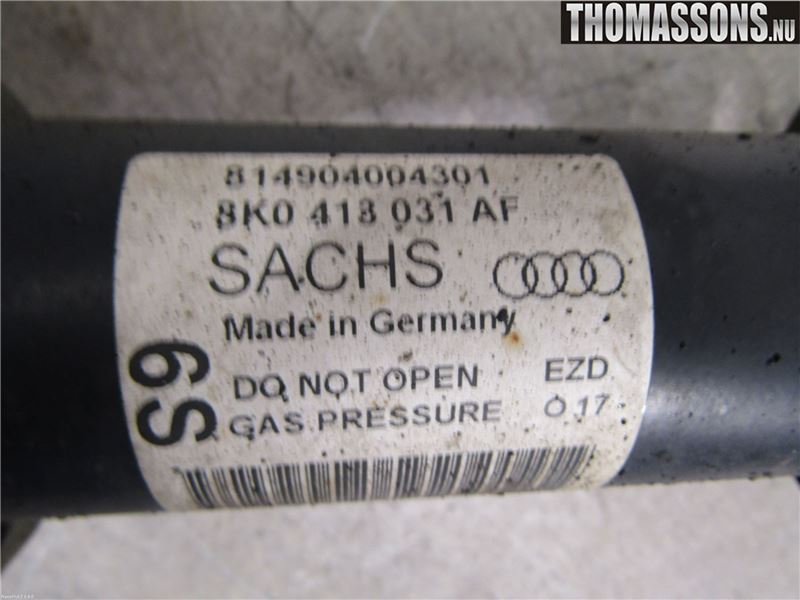 THOMASSONS.NU
814904004301
8K0 413 031 AF
SACHS
Made in Germany
S9
DO NOT OPEN EZD
GAS PRESSURE O 17